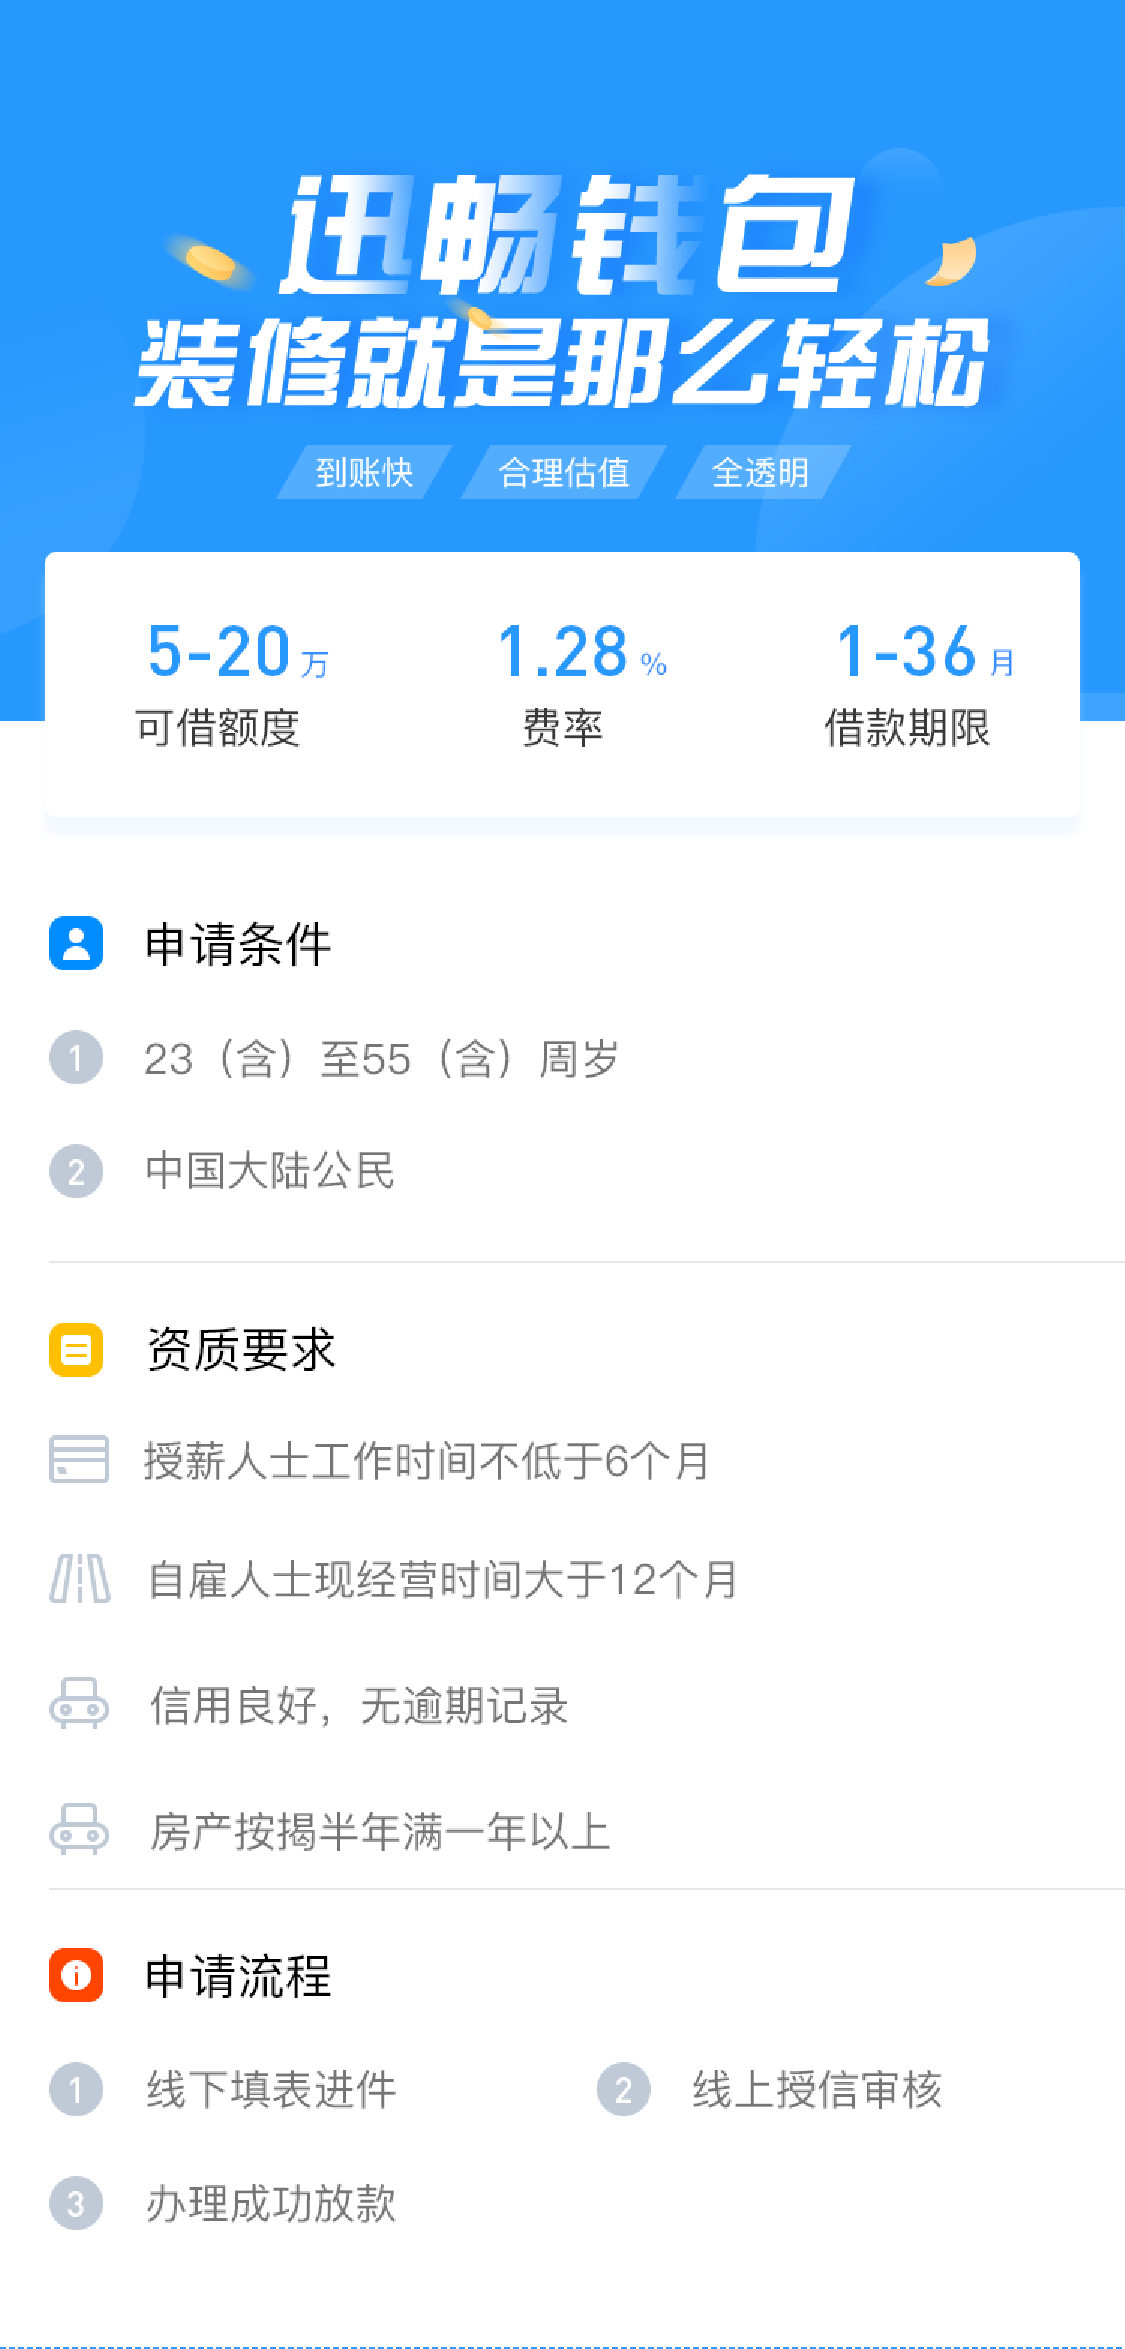 迅畅钱包
装修就是那么轻松
到账快 合理估值 全透明
5-20万 1.28% 1-36月
可借额度 费率 借款期限
申请条件
1 23（含）至55（含）周岁
2 中国大陆公民
资质要求
授薪人士工作时间不低于6个月
自雇人士现经营时间大于12个月
信用良好，无逾期记录
房产按揭半年满一年以上
申请流程
1 线下填表进件 2 线上授信审核
3 办理成功放款